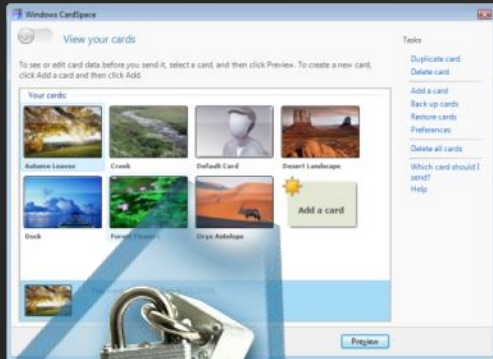 Windows CardSpace
View your cards
To see or edit card data before you send it, select a card, and then click Preview. To create a new card,
click Add a card and then click Add.
Your cards:
Autumn Leaves
Creek
Default Card
Desert Landscape
Dock
Forest Flowers
Oryx Antelope
Add a card
Preview
Tasks
Duplicate card
Delete card
Add a card
Back up cards
Restore cards
Preferences
Delete all cards
Which card should I
send?
Help